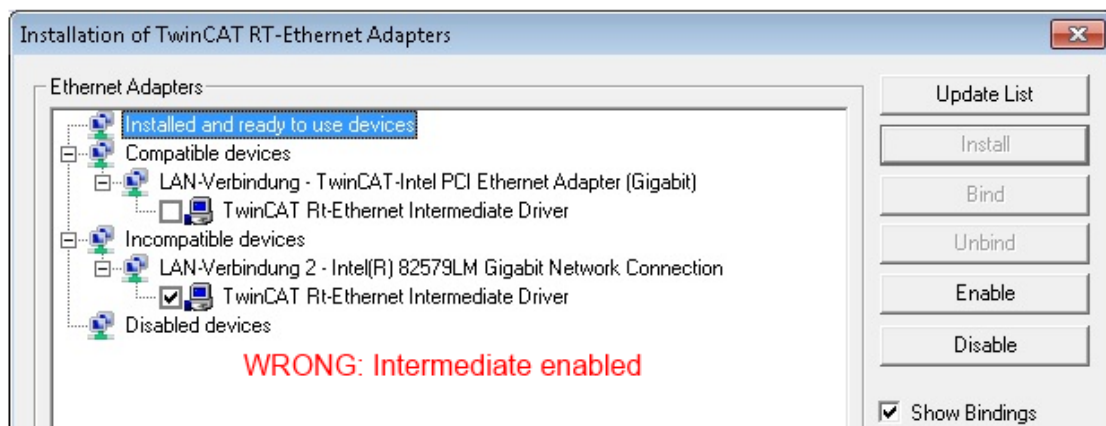 Installation of TwinCAT RT-Ethernet Adapters
Ethernet Adapters
Installed and ready to use devices
Compatible devices
LAN-Verbindung - TwinCAT-Intel PCI Ethernet Adapter (Gigabit)
TwinCAT Rt-Ethernet Intermediate Driver
Incompatible devices
LAN-Verbindung 2 - Intel(R) 82579LM Gigabit Network Connection
TwinCAT Rt-Ethernet Intermediate Driver
Disabled devices
WRONG: Intermediate enabled
Update List
Install
Bind
Unbind
Enable
Disable
Show Bindings